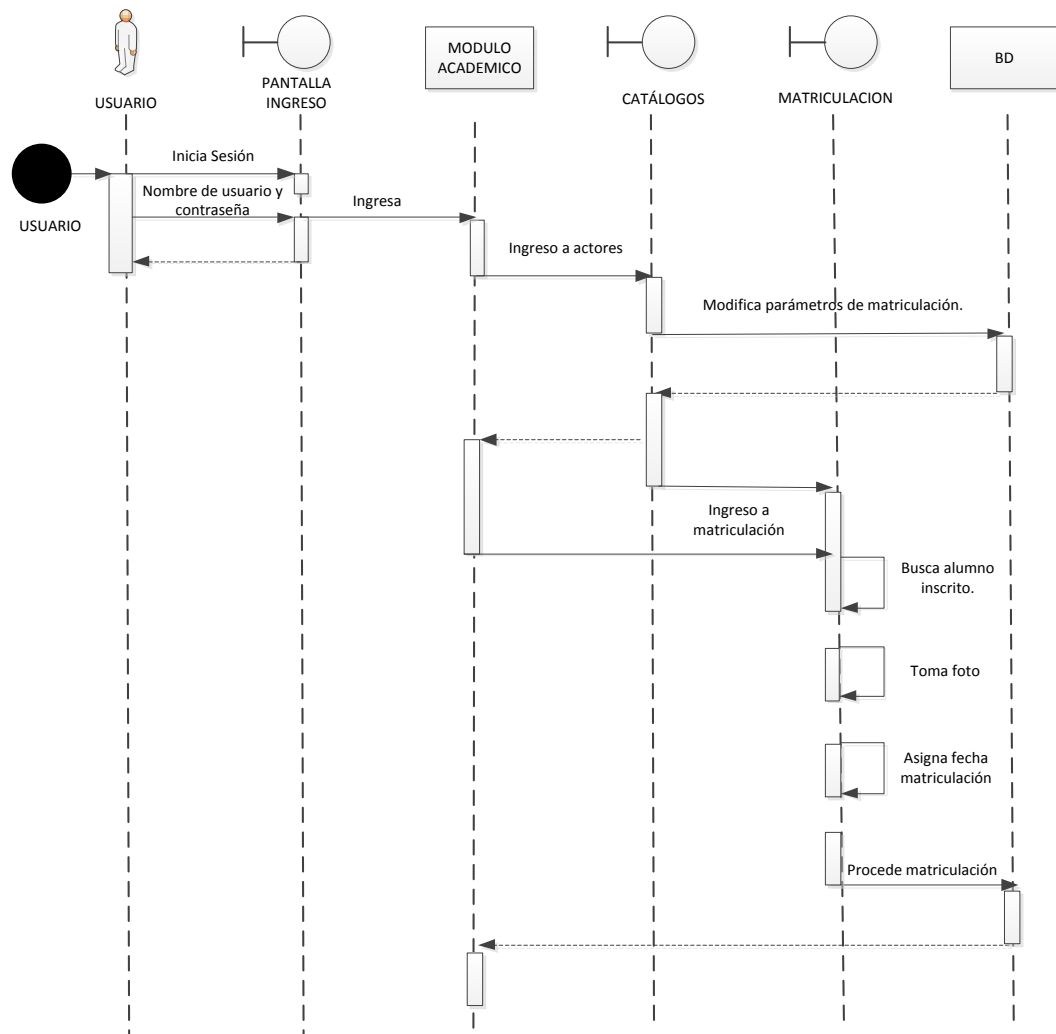 USUARIO
PANTALLA
INGRESO
MODULO
ACADEMICO
CATÁLOGOS
MATRICULACION
BD
USUARIO
Inicia Sesión
Nombre de usuario y
contraseña
Ingresa
Ingreso a actores
Modifica parámetros de matriculación.
Ingreso a
matriculación
Busca alumno
inscrito.
Toma foto
Asigna fecha
matriculación
Procede matriculación